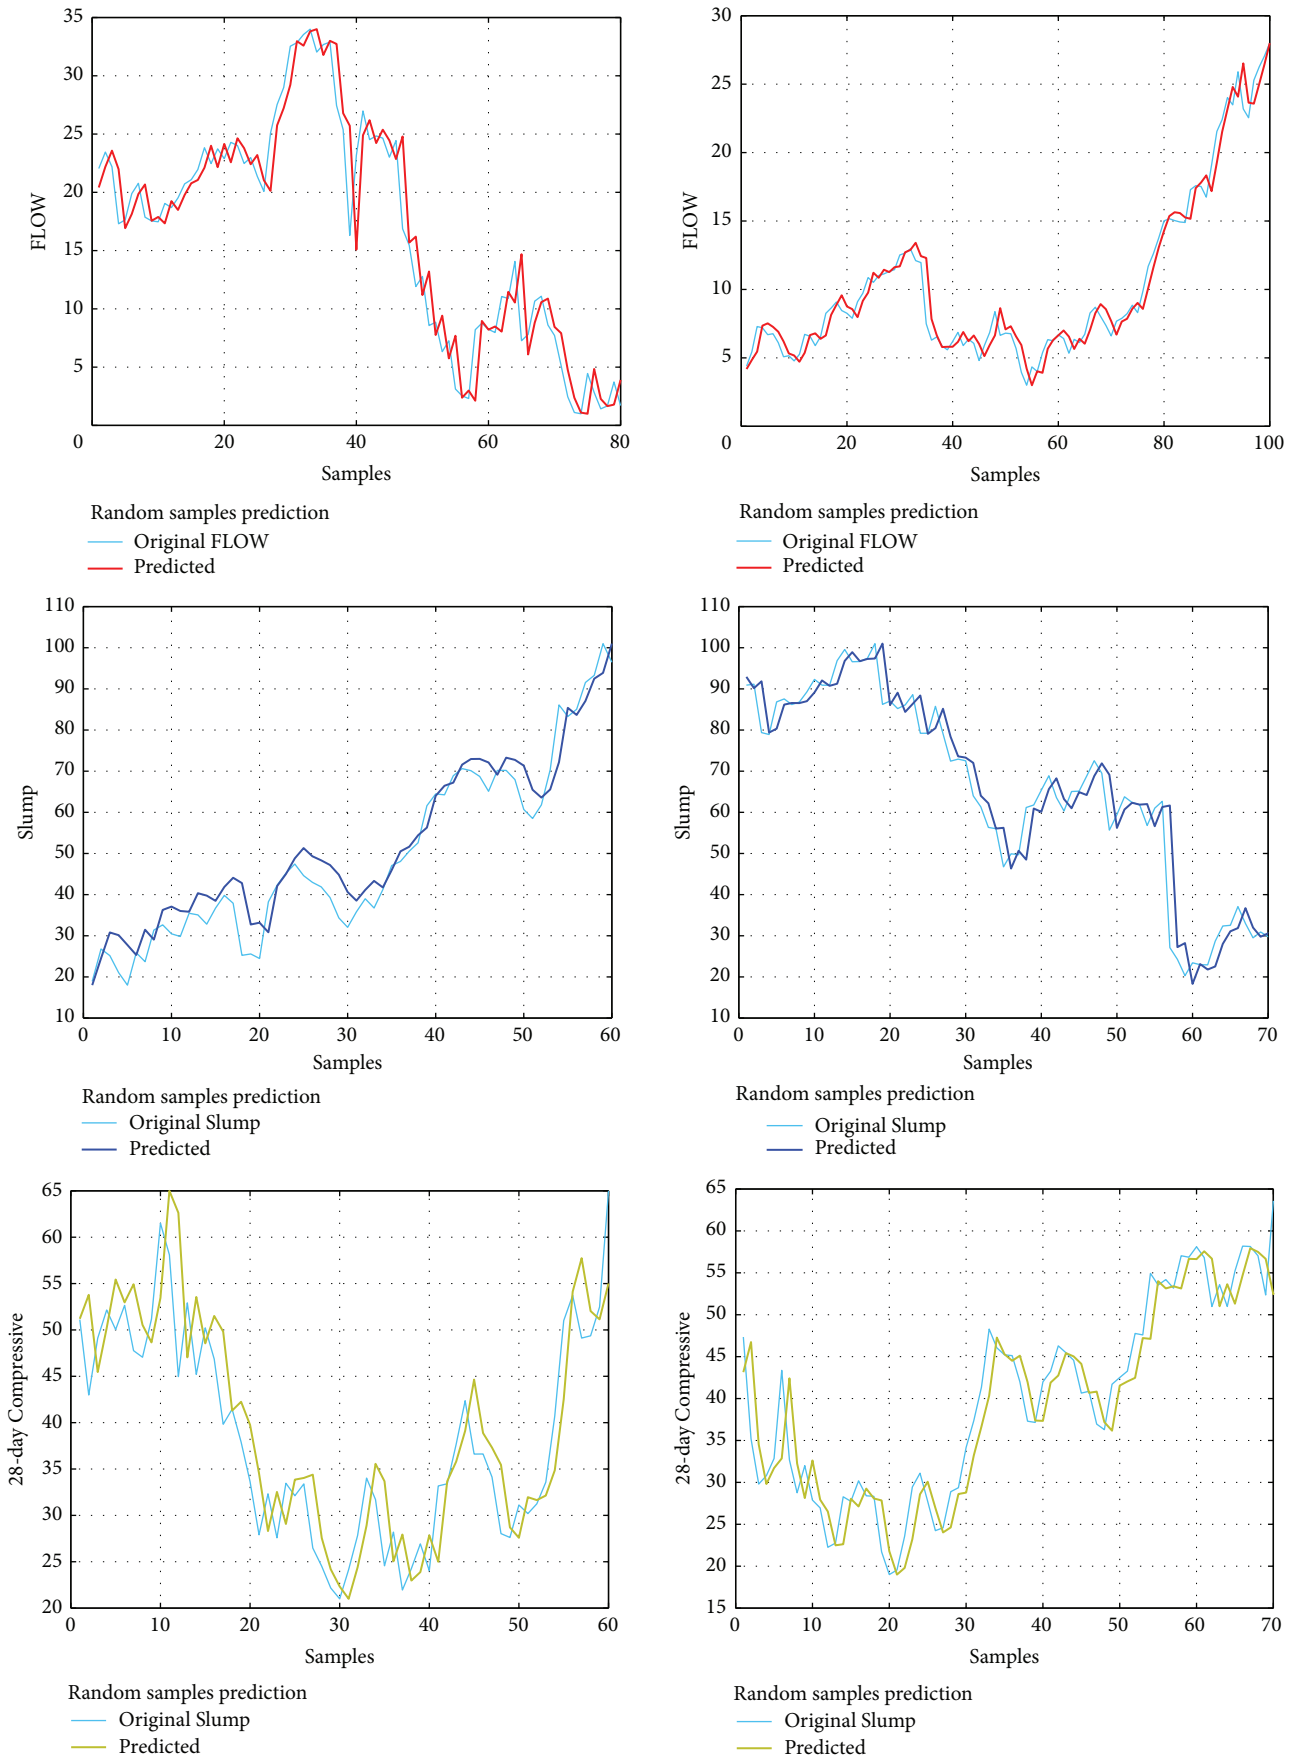 35
30
25
20
15
10
5
0 20 40 60 80
FLOW
Samples
Random samples prediction
Original FLOW
Predicted
30
25
20
15
10
5
0 20 40 60 80 100
FLOW
Samples
Random samples prediction
Original FLOW
Predicted
110
100
90
80
70
60
50
40
30
20
10
0 10 20 30 40 50 60
Slump
Samples
Random samples prediction
Original Slump
Predicted
110
100
90
80
70
60
50
40
30
20
10
0 10 20 30 40 50 60 70
Slump
Samples
Random samples prediction
Original Slump
Predicted
65
60
55
50
45
40
35
30
25
20
0 10 20 30 40 50 60
28-day Compressive
Samples
Random samples prediction
Original Slump
Predicted
65
60
55
50
45
40
35
30
25
20
15
0 10 20 30 40 50 60 70
28-day Compressive
Samples
Random samples prediction
Original Slump
Predicted